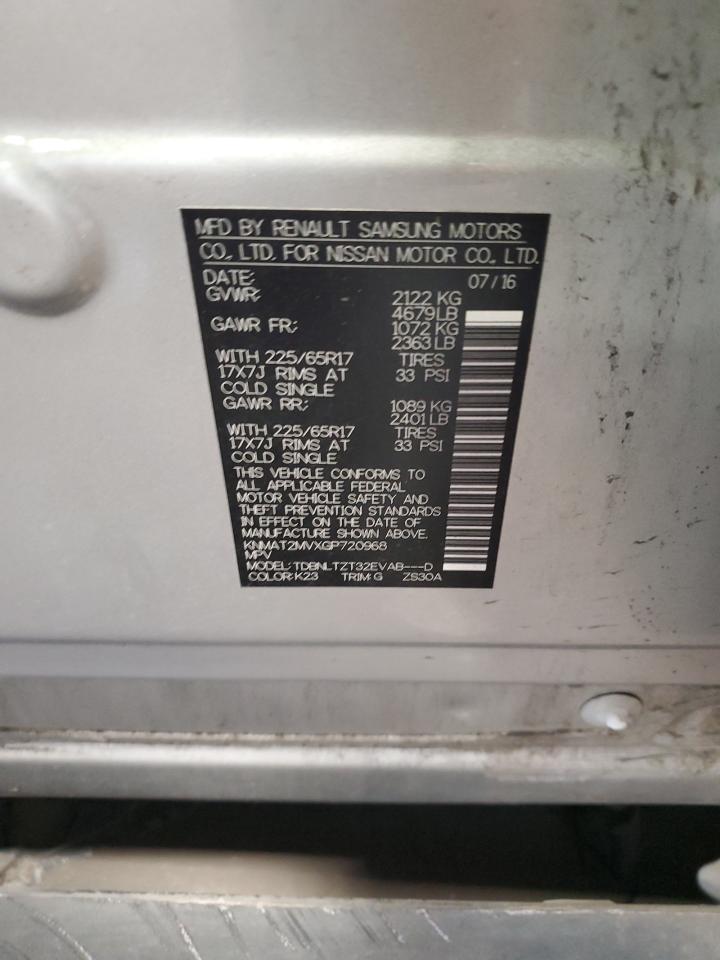 MFD BY RENAULT SAMSUNG MOTORS
CO., LTD. FOR NISSAN MOTOR CO., LTD.
DATE: 07/16
GVWR: 2122 KG
4679LB
GAWR FR: 1072 KG
2363 LB
WITH 225/65R17 TIRES
17X7J RIMS AT 33 PSI
COLD SINGLE
GAWR RR: 1089 KG
2401 LB
WITH 225/65R17 TIRES
17X7J RIMS AT 33 PSI
COLD SINGLE
THIS VEHICLE CONFORMS TO
ALL APPLICABLE FEDERAL
MOTOR VEHICLE SAFETY AND
THEFT PREVENTION STANDARDS
IN EFFECT ON THE DATE OF
MANUFACTURE SHOWN ABOVE.
KNMAT2MVXGP720968
MPV
MODEL: TDBNLTZT32EVAB---D
COLOR: K23 TRIM: G ZS30A